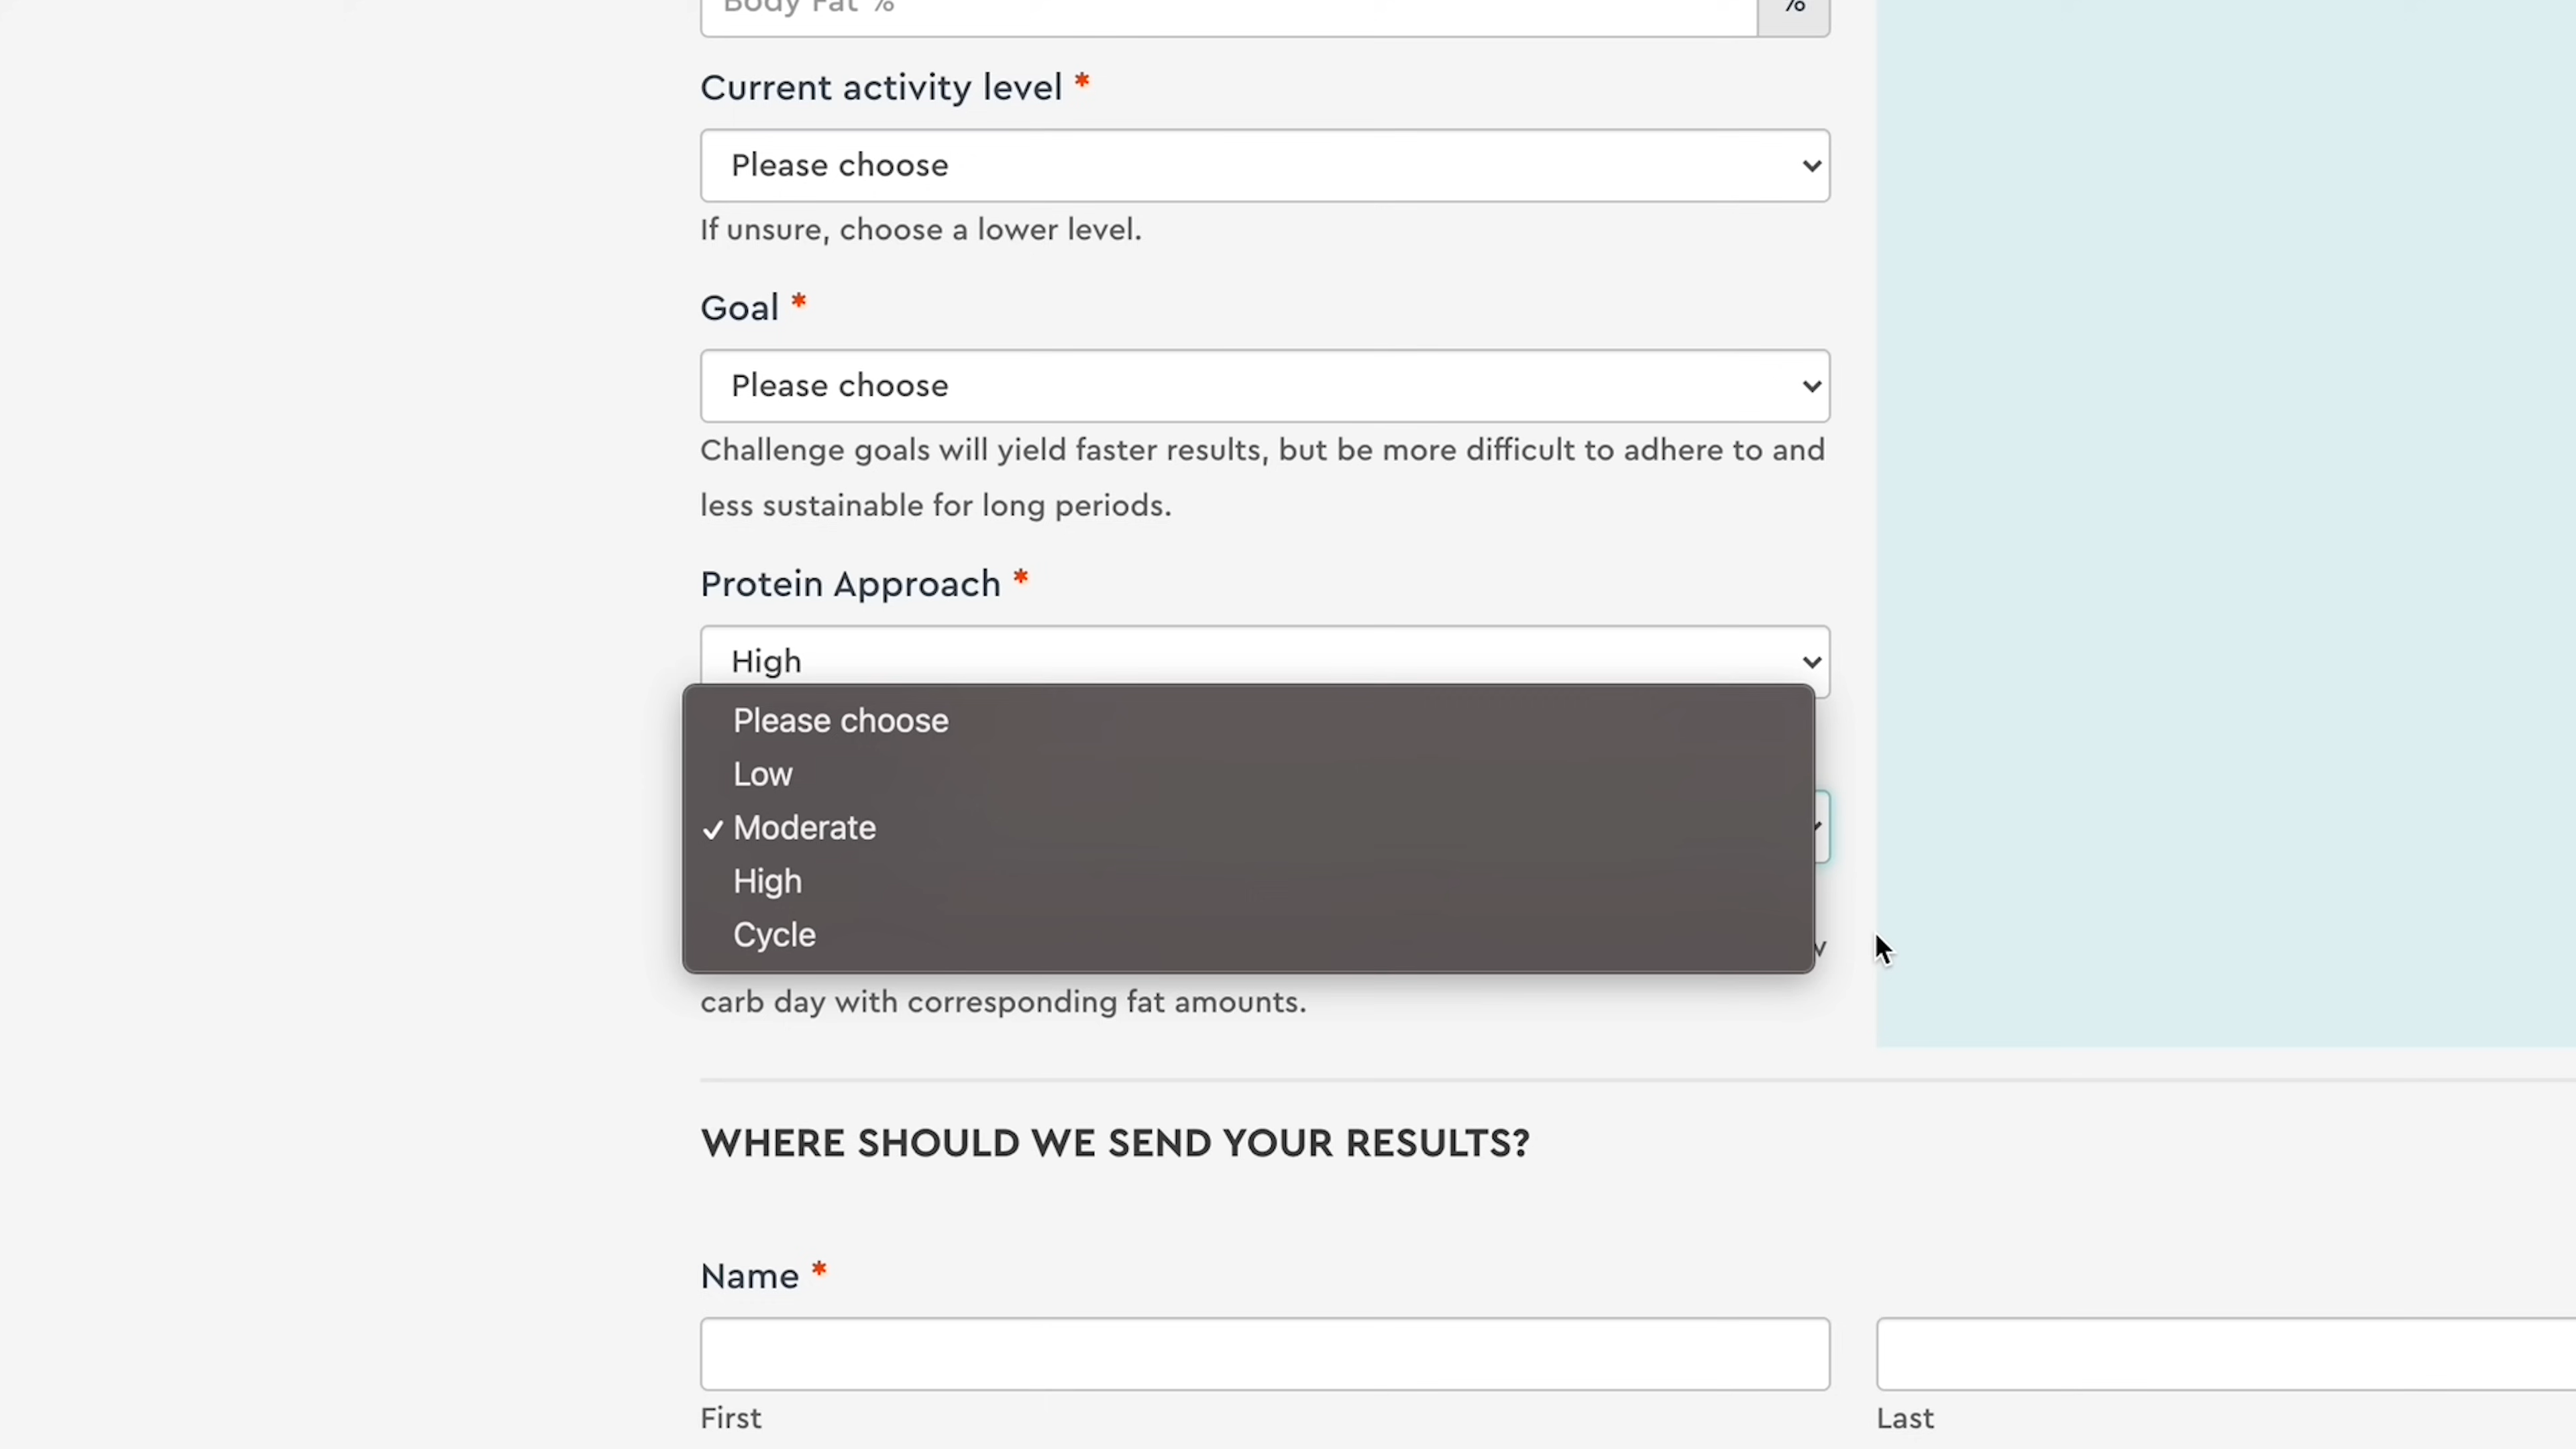 Body Fat %
%
Current activity level *
Please choose
If unsure, choose a lower level.
Goal *
Please choose
Challenge goals will yield faster results, but be more difficult to adhere to and
less sustainable for long periods.
Protein Approach *
High
Please choose
Low
✓ Moderate
High
Cycle
carb day with corresponding fat amounts.
WHERE SHOULD WE SEND YOUR RESULTS?
Name *
First
Last